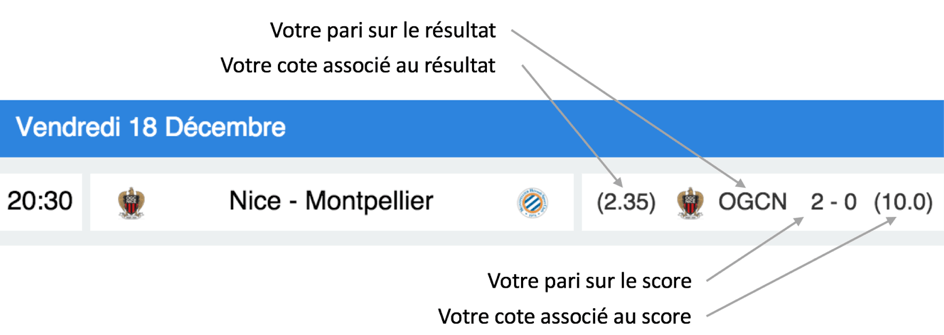 Votre pari sur le résultat
Votre cote associé au résultat
Vendredi 18 Décembre
20:30 Nice - Montpellier (2.35) OGCN 2 - 0 (10.0)
Votre pari sur le score
Votre cote associé au score